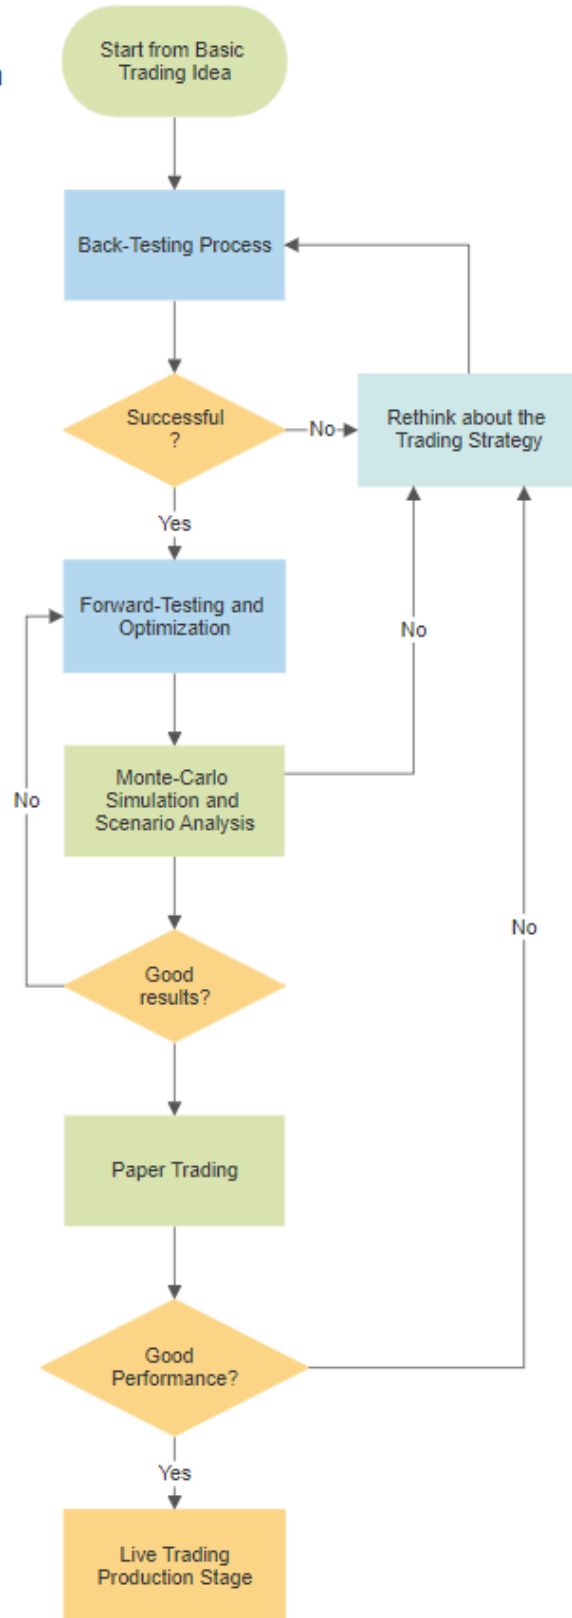 Start from Basic
Trading Idea
Back-Testing Process
Successful
?
No
Rethink about the
Trading Strategy
Yes
Forward-Testing and
Optimization
No
Monte-Carlo
Simulation and
Scenario Analysis
No
No
Good
results?
Paper Trading
Good
Performance?
Yes
Live Trading
Production Stage